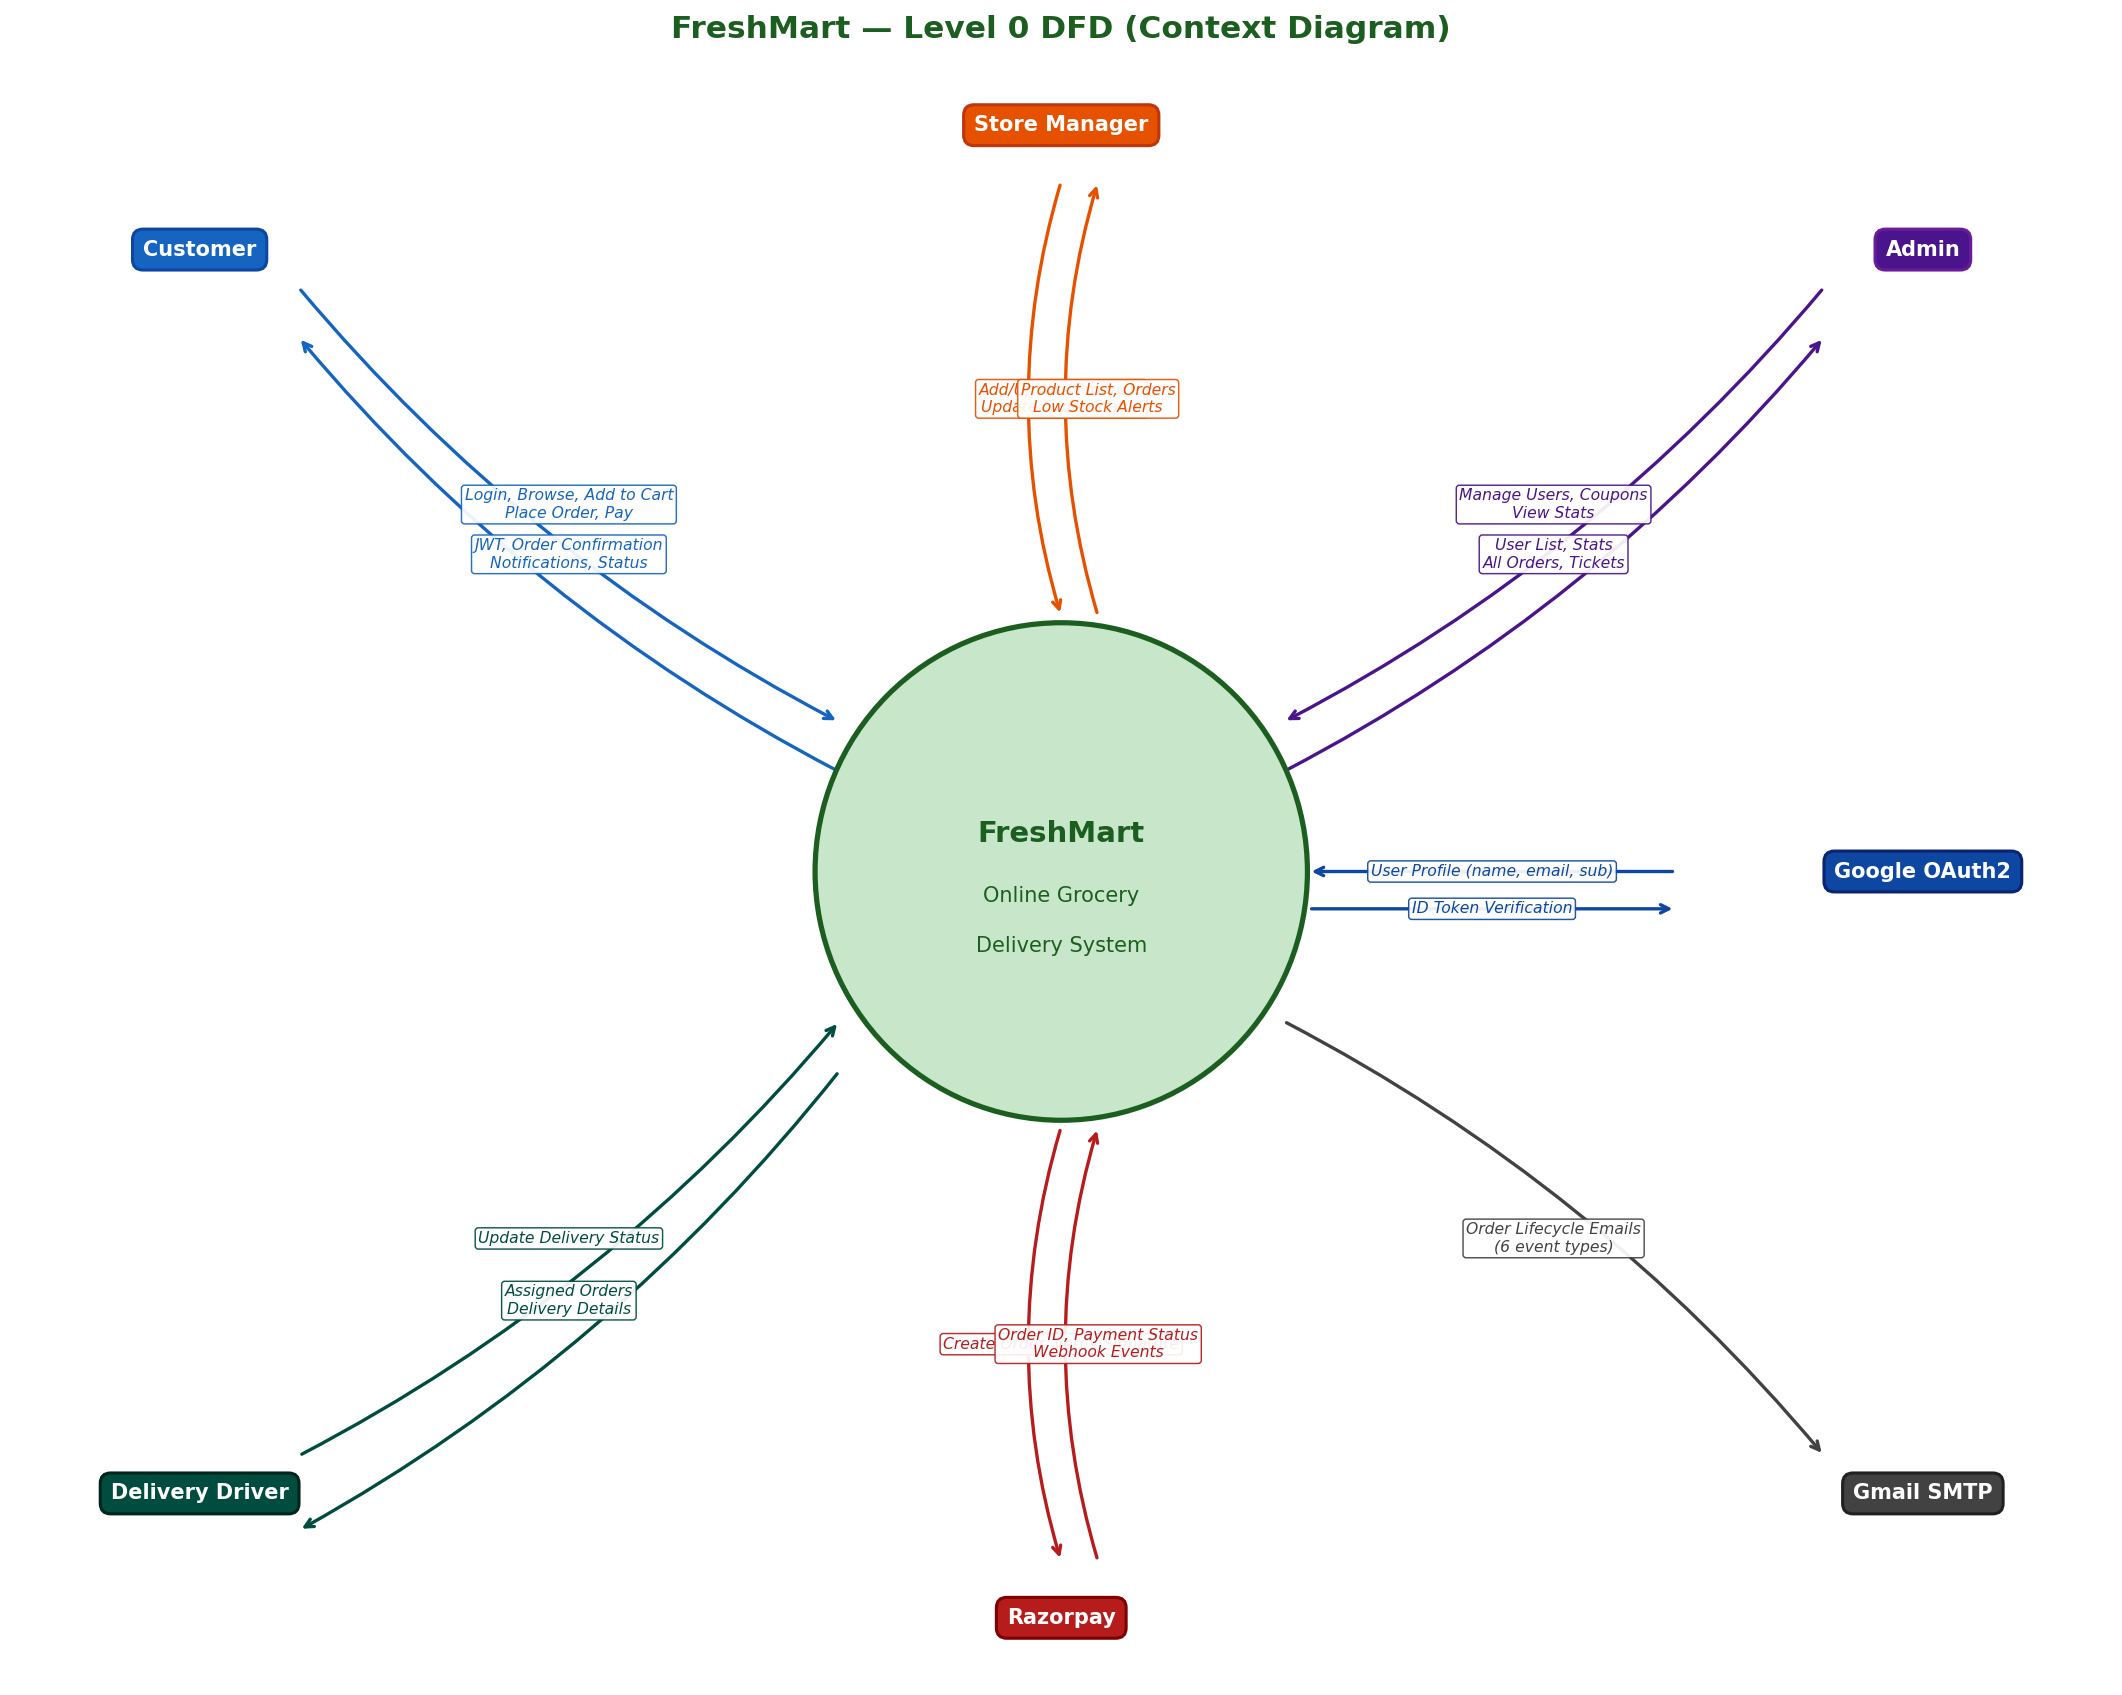 FreshMart — Level 0 DFD (Context Diagram)
Store Manager
Customer
Admin
Product List, Orders
Low Stock Alerts
Login, Browse, Add to Cart
Place Order, Pay
JWT, Order Confirmation
Notifications, Status
Manage Users, Coupons
View Stats
User List, Stats
All Orders, Tickets
FreshMart
Online Grocery
Delivery System
User Profile (name, email, sub)
ID Token Verification
Google OAuth2
Update Delivery Status
Assigned Orders
Delivery Details
Order Lifecycle Emails
(6 event types)
Create
Order ID, Payment Status
Webhook Events
Delivery Driver
Gmail SMTP
Razorpay